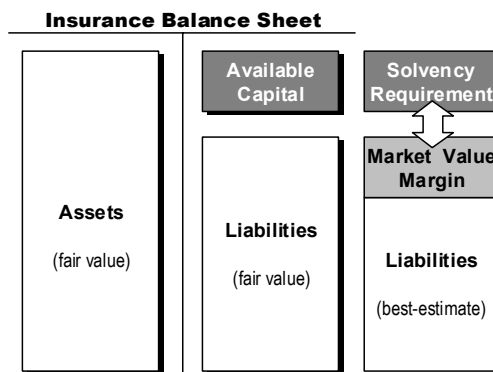 Insurance Balance Sheet
Available
Capital
Solvency
Requirement
Market Value
Margin
Assets
(fair value)
Liabilities
(fair value)
Liabilities
(best-estimate)